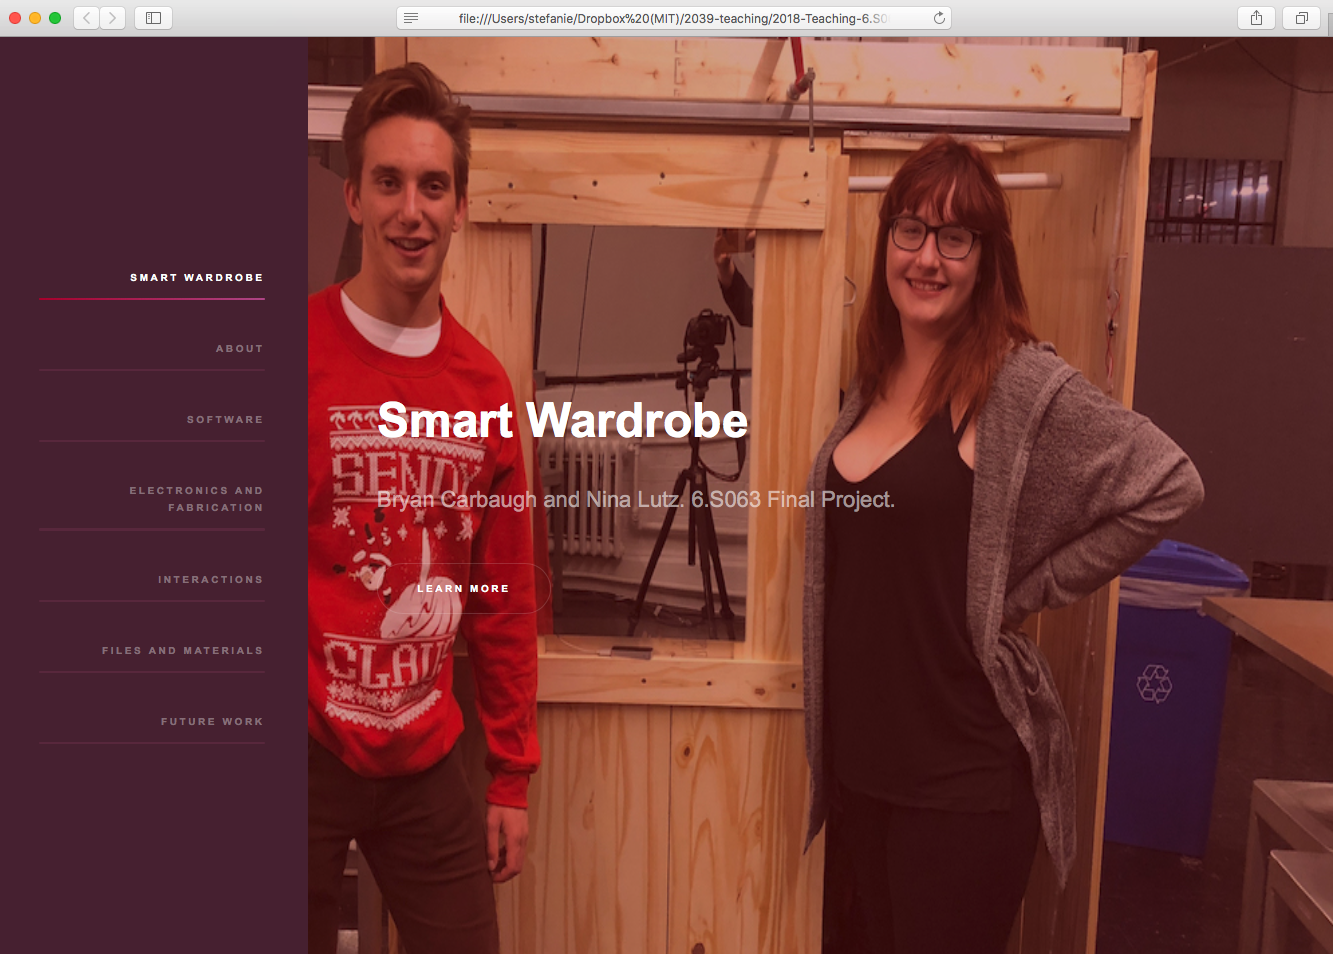 file:///Users/stefanie/Dropbox%20(MIT)/2039-teaching/2018-Teaching-6.S0
SMART WARDROBE
ABOUT
SOFTWARE
ELECTRONICS AND
FABRICATION
INTERACTIONS
FILES AND MATERIALS
FUTURE WORK
Smart Wardrobe
Bryan Carbaugh and Nina Lutz. 6.S063 Final Project.
LEARN MORE
SENDY
CLAU